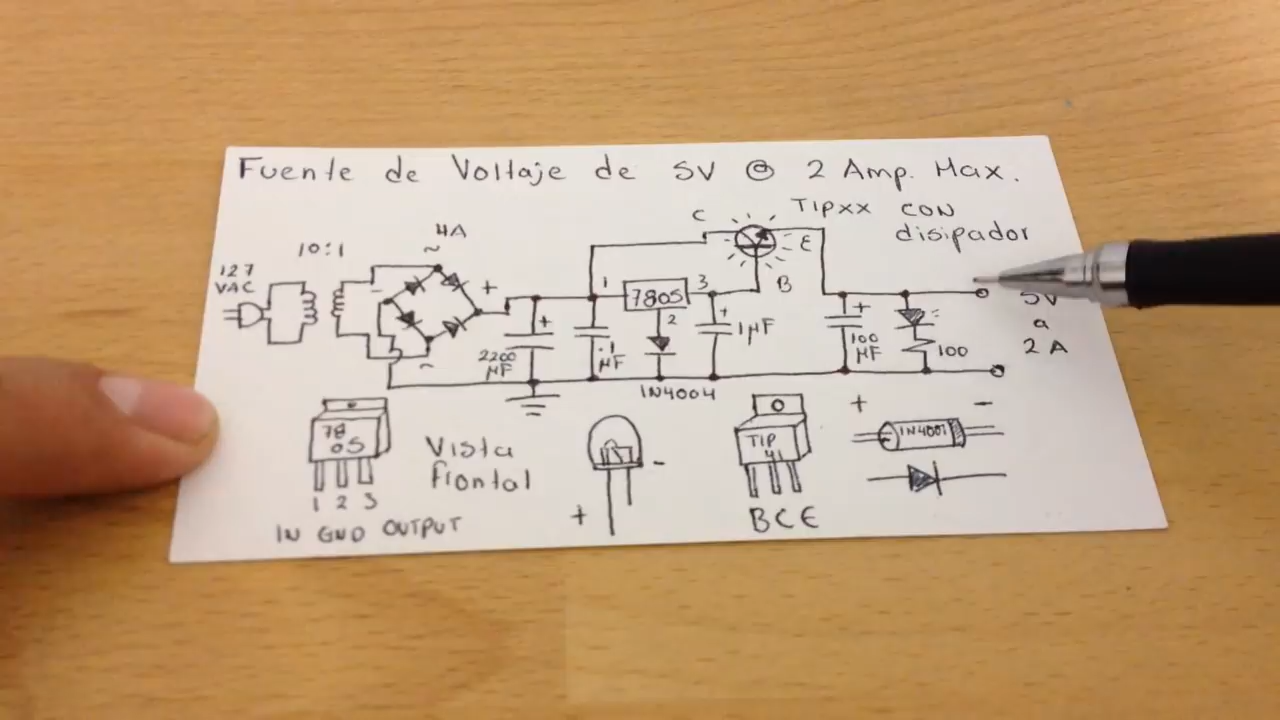 Fuente de Voltaje de 5V @ 2 Amp. Max.
TIPXX CON
disipador
127
VAC
10:1
4A
~
+
-
~
2200
µF
+
.1
µF
1
7805
3
2
1N4004
+
1µF
C
E
B
+
100
µF
100
5V
a
2 A
78
05
1 2 3
IN GND OUTPUT
Vista
frontal
+
-
TIP
41
B C E
+
-
1N4001